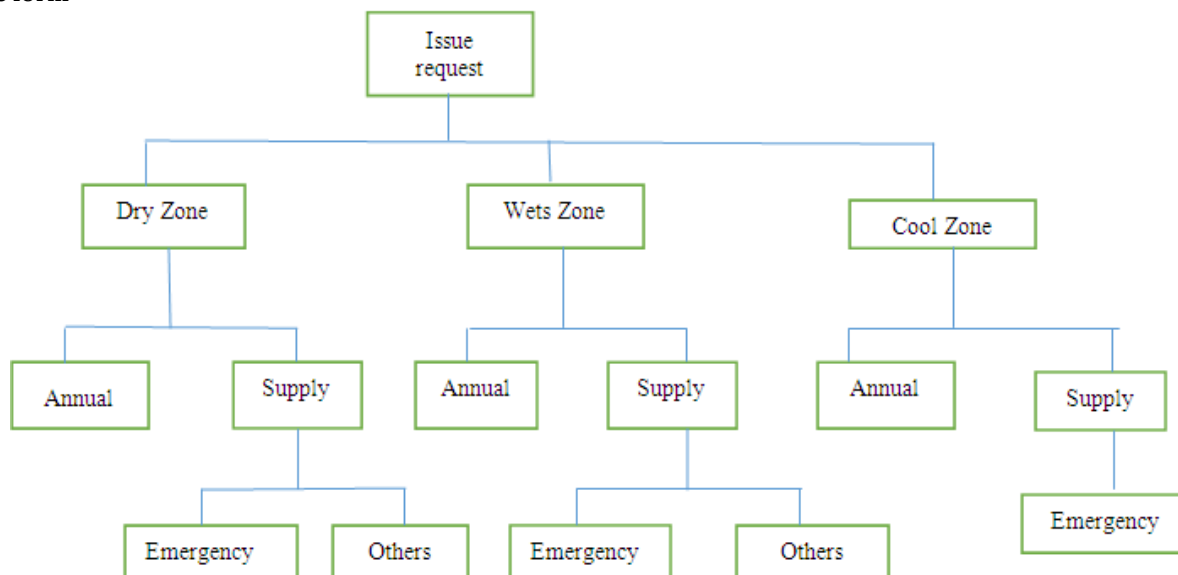 Issue
request
Dry Zone
Wets Zone
Cool Zone
Annual
Supply
Annual
Supply
Annual
Supply
Emergency
Others
Emergency
Others
Emergency